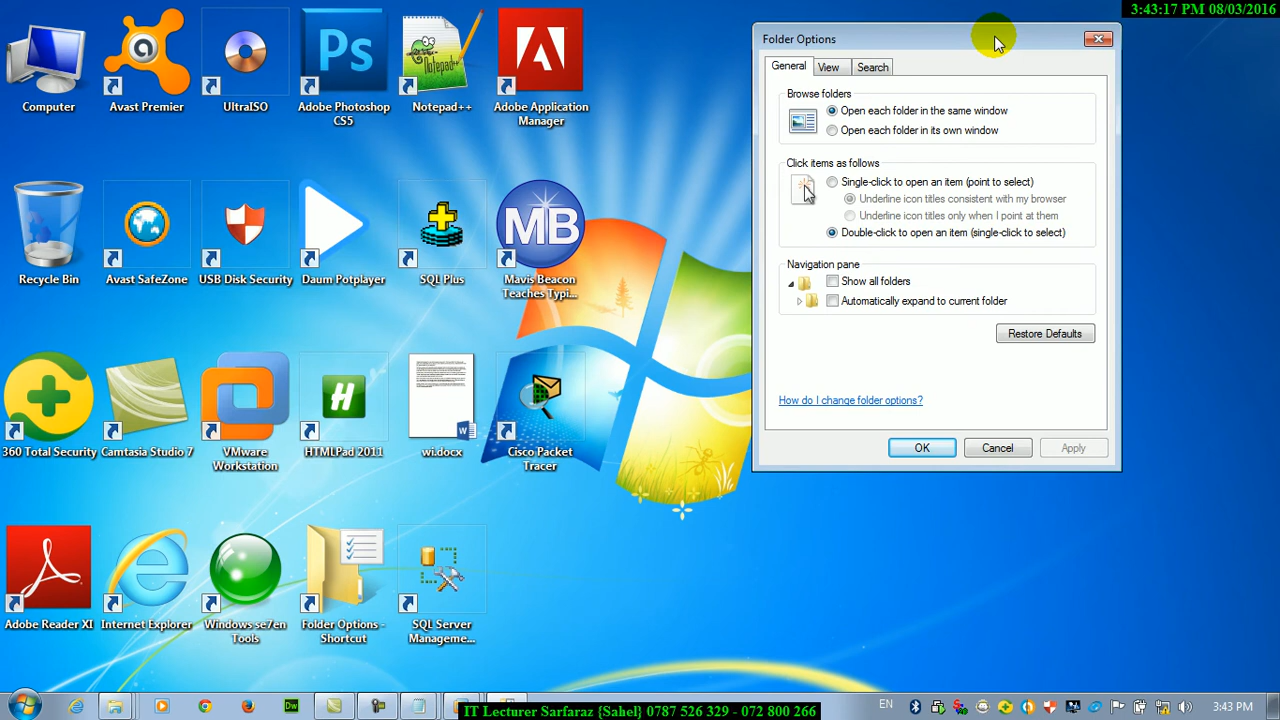 3:43:17 PM 08/03/2016
Folder Options
General
View
Search
Browse folders
Open each folder in the same window
Open each folder in its own window
Click items as follows
Single-click to open an item (point to select)
Underline icon titles consistent with my browser
Underline icon titles only when I point at them
Double-click to open an item (single-click to select)
Navigation pane
Show all folders
Automatically expand to current folder
Restore Defaults
How do I change folder options?
OK
Cancel
Apply
Ps
Notepad++
Computer
Avast Premier
UltraISO
Adobe Photoshop
CS5
Notepad++
Adobe Application
Manager
MB
Recycle Bin
Avast SafeZone
USB Disk Security
Daum Potplayer
SQL Plus
Mavis Beacon
Teaches Typi...
H
360 Total Security
Camtasia Studio 7
VMware
Workstation
HTMLPad 2011
wi.docx
Cisco Packet
Tracer
Adobe Reader XI
Internet Explorer
Windows se7en
Tools
Folder Options -
Shortcut
SQL Server
Manageme...
Dw
IT Lecturer Sarfaraz {Sahel} 0787 526 329 - 072 800 266
EN
3:43 PM